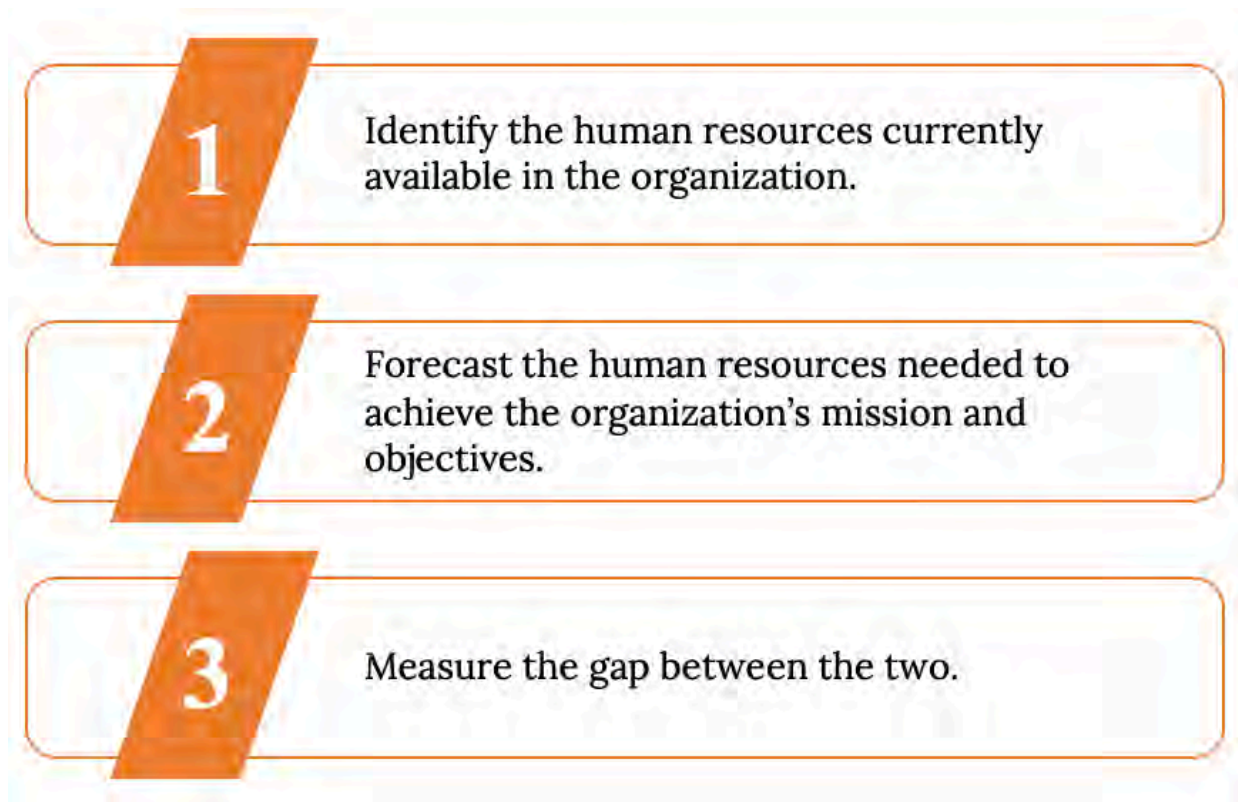 1
Identify the human resources currently
available in the organization.
2
Forecast the human resources needed to
achieve the organization’s mission and
objectives.
3
Measure the gap between the two.